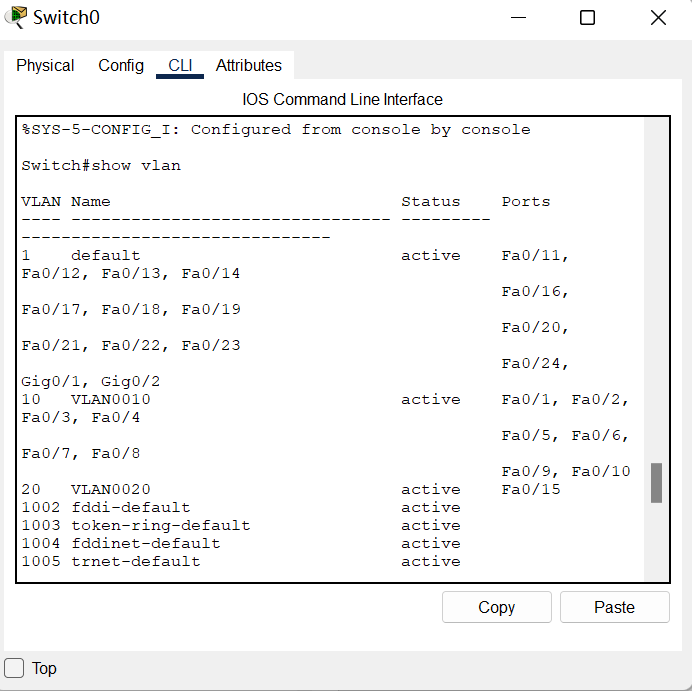 Switch0
Physical Config CLI Attributes
IOS Command Line Interface
%SYS-5-CONFIG_I: Configured from console by console
Switch#show vlan
VLAN Name Status Ports
---- -------------------------------- ---------
-------------------------------
1 default active Fa0/11,
Fa0/12, Fa0/13, Fa0/14
Fa0/16,
Fa0/17, Fa0/18, Fa0/19
Fa0/20,
Fa0/21, Fa0/22, Fa0/23
Fa0/24,
Gig0/1, Gig0/2
10 VLAN0010 active Fa0/1, Fa0/2,
Fa0/3, Fa0/4
Fa0/5, Fa0/6,
Fa0/7, Fa0/8
Fa0/9, Fa0/10
20 VLAN0020 active Fa0/15
1002 fddi-default active
1003 token-ring-default active
1004 fddinet-default active
1005 trnet-default active
Copy Paste
Top